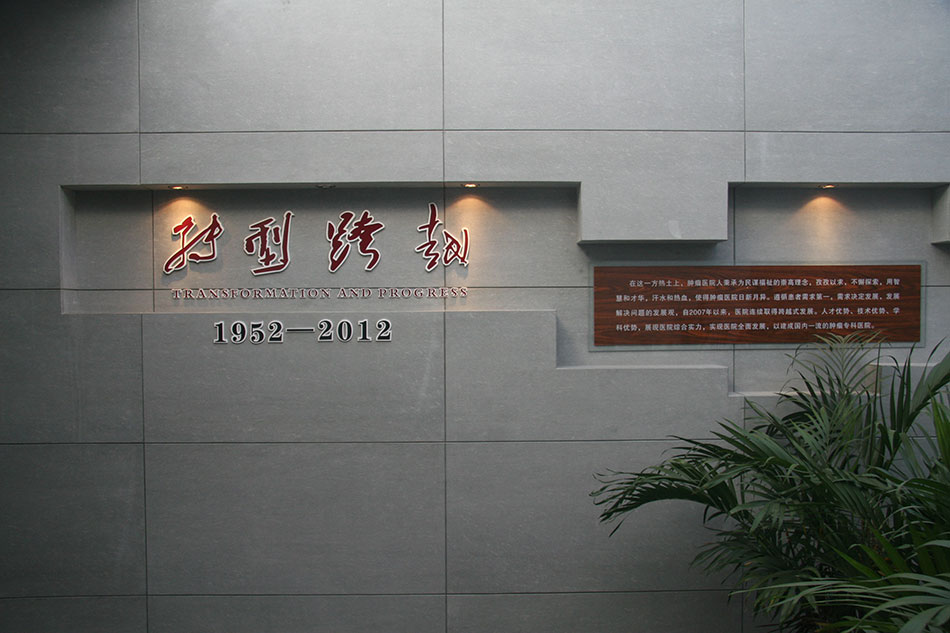 转型跨越
TRANSFORMATION AND PROGRESS
1952—2012
在这一方热土上，肿瘤医院人秉承为民谋福祉的崇高理念，孜孜以求，不懈探索，用智
慧和才华，汗水和热血，使得肿瘤医院日新月异。遵循患者需求第一、需求决定发展，发展
解决问题的发展观，自2007年以来，医院连续取得跨越式发展。人才优势、技术优势、学
科优势，展现医院综合实力，实现医院全面发展，以建成国内一流的肿瘤专科医院。